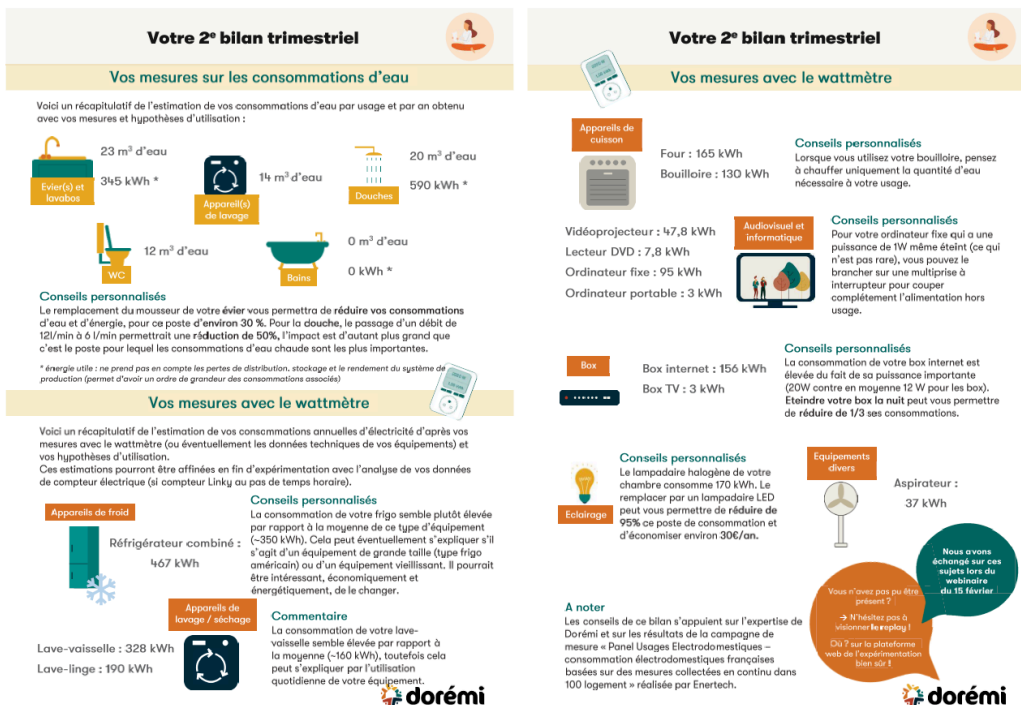 Votre 2e bilan trimestriel
Vos mesures sur les consommations d'eau
Voici un récapitulatif de l'estimation de vos consommations d'eau par usage et par an obtenu
avec vos mesures et hypothèses d'utilisation :
23 m³ d'eau
345 kWh *
Evier(s) et
lavabos
14 m³ d'eau
Appareil(s)
de lavage
20 m³ d'eau
590 kWh *
Douches
12 m³ d'eau
WC
0 m³ d'eau
0 kWh *
Bains
Conseils personnalisés
Le remplacement du mousseur de votre évier vous permettra de réduire vos consommations
d'eau et d'énergie, pour ce poste d'environ 30 %. Pour la douche, le passage d'un débit de
12l/min à 6 l/min permettrait une réduction de 50%, l'impact est d'autant plus grand que
c'est le poste pour lequel les consommations d'eau chaude sont les plus importantes.
* énergie utile : ne prend pas en compte les pertes de distribution. stockage et le rendement du système de
production (permet d'avoir un ordre de grandeur des consommations associés)
Vos mesures avec le wattmètre
Voici un récapitulatif de l'estimation de vos consommations annuelles d'électricité d'après vos
mesures avec le wattmètre (ou éventuellement les données techniques de vos équipements) et
vos hypothèses d'utilisation.
Ces estimations pourront être affinées en fin d'expérimentation avec l'analyse de vos données
de compteur électrique (si compteur Linky au pas de temps horaire).
Appareils de froid
Réfrigérateur combiné :
467 kWh
Conseils personnalisés
La consommation de votre frigo semble plutôt élevée
par rapport à la moyenne de ce type d'équipement
(~350 kWh). Cela peut éventuellement s'expliquer s'il
s'agit d'un équipement de grande taille (type frigo
américain) ou d'un équipement vieillissant. Il pourrait
être intéressant, économiquement et
énergétiquement, de le changer.
Appareils de
lavage / séchage
Lave-vaisselle : 328 kWh
Lave-linge : 190 kWh
Commentaire
La consommation de votre lave-
vaisselle semble élevée par rapport à
la moyenne (~160 kWh), toutefois cela
peut s'expliquer par l'utilisation
quotidienne de votre équipement.
dorémi
Votre 2e bilan trimestriel
Vos mesures avec le wattmètre
Appareils de
cuisson
Four : 165 kWh
Bouilloire : 130 kWh
Conseils personnalisés
Lorsque vous utilisez votre bouilloire, pensez
à chauffer uniquement la quantité d'eau
nécessaire à votre usage.
Vidéoprojecteur : 47,8 kWh
Lecteur DVD : 7,8 kWh
Ordinateur fixe : 95 kWh
Ordinateur portable : 3 kWh
Audiovisuel et
informatique
Conseils personnalisés
Pour votre ordinateur fixe qui a une
puissance de 1W même éteint (ce qui
n'est pas rare), vous pouvez le
brancher sur une multiprise à
interrupteur pour couper
complétement l'alimentation hors
usage.
Box
Box internet : 156 kWh
Box TV : 3 kWh
Conseils personnalisés
La consommation de votre box internet est
élevée du fait de sa puissance importante
(20W contre en moyenne 12 W pour les box).
Eteindre votre box la nuit peut vous permettre
de réduire de 1/3 ses consommations.
Eclairage
Conseils personnalisés
Le lampadaire halogène de votre
chambre consomme 170 kWh. Le
remplacer par un lampadaire LED
peut vous permettre de réduire de
95% ce poste de consommation et
d'économiser environ 30€/an.
Equipements
divers
Aspirateur :
37 kWh
Nous avons
échangé sur ces
sujets lors du
webinaire
du 15 février
Vous n'avez pas pu être
présent ?
→ N'hésitez pas à
visionner le replay !
Où ? sur la plateforme
web de l'expérimentation
bien sûr !
A noter
Les conseils de ce bilan s'appuient sur l'expertise de
Dorémi et sur les résultats de la campagne de
mesure « Panel Usages Electrodomestiques –
consommation électrodomestiques françaises
basées sur des mesures collectées en continu dans
100 logement » réalisée par Enertech.
dorémi